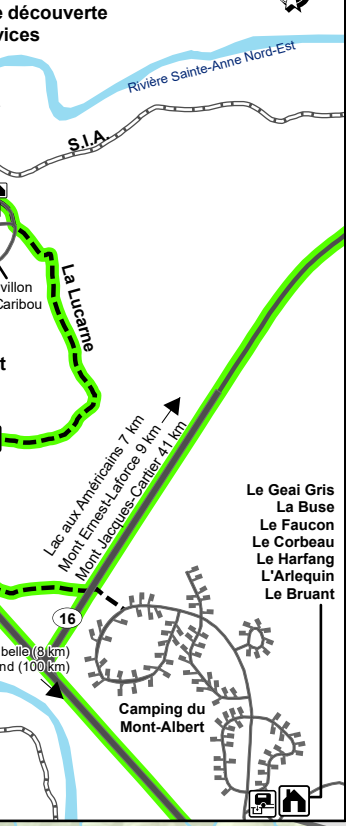 e découverte
vices
Rivière Sainte-Anne Nord-Est
S.I.A.
La Lucarne
villon
Caribou
t
Lac aux Américains 7 km
Mont Ernest-Laforce 9 km
Mont Jacques-Cartier 41 km
Le Geai Gris
La Buse
Le Faucon
Le Corbeau
Le Harfang
L'Arlequin
Le Bruant
16
belle (8 km)
nd (100 km)
Camping du
Mont-Albert